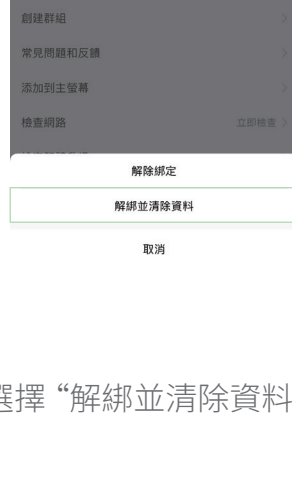 創建群組
常見問題和反饋
添加到主螢幕
檢查網路
立即檢查
解除綁定
解綁並清除資料
取消
選擇 “解綁並清除資料